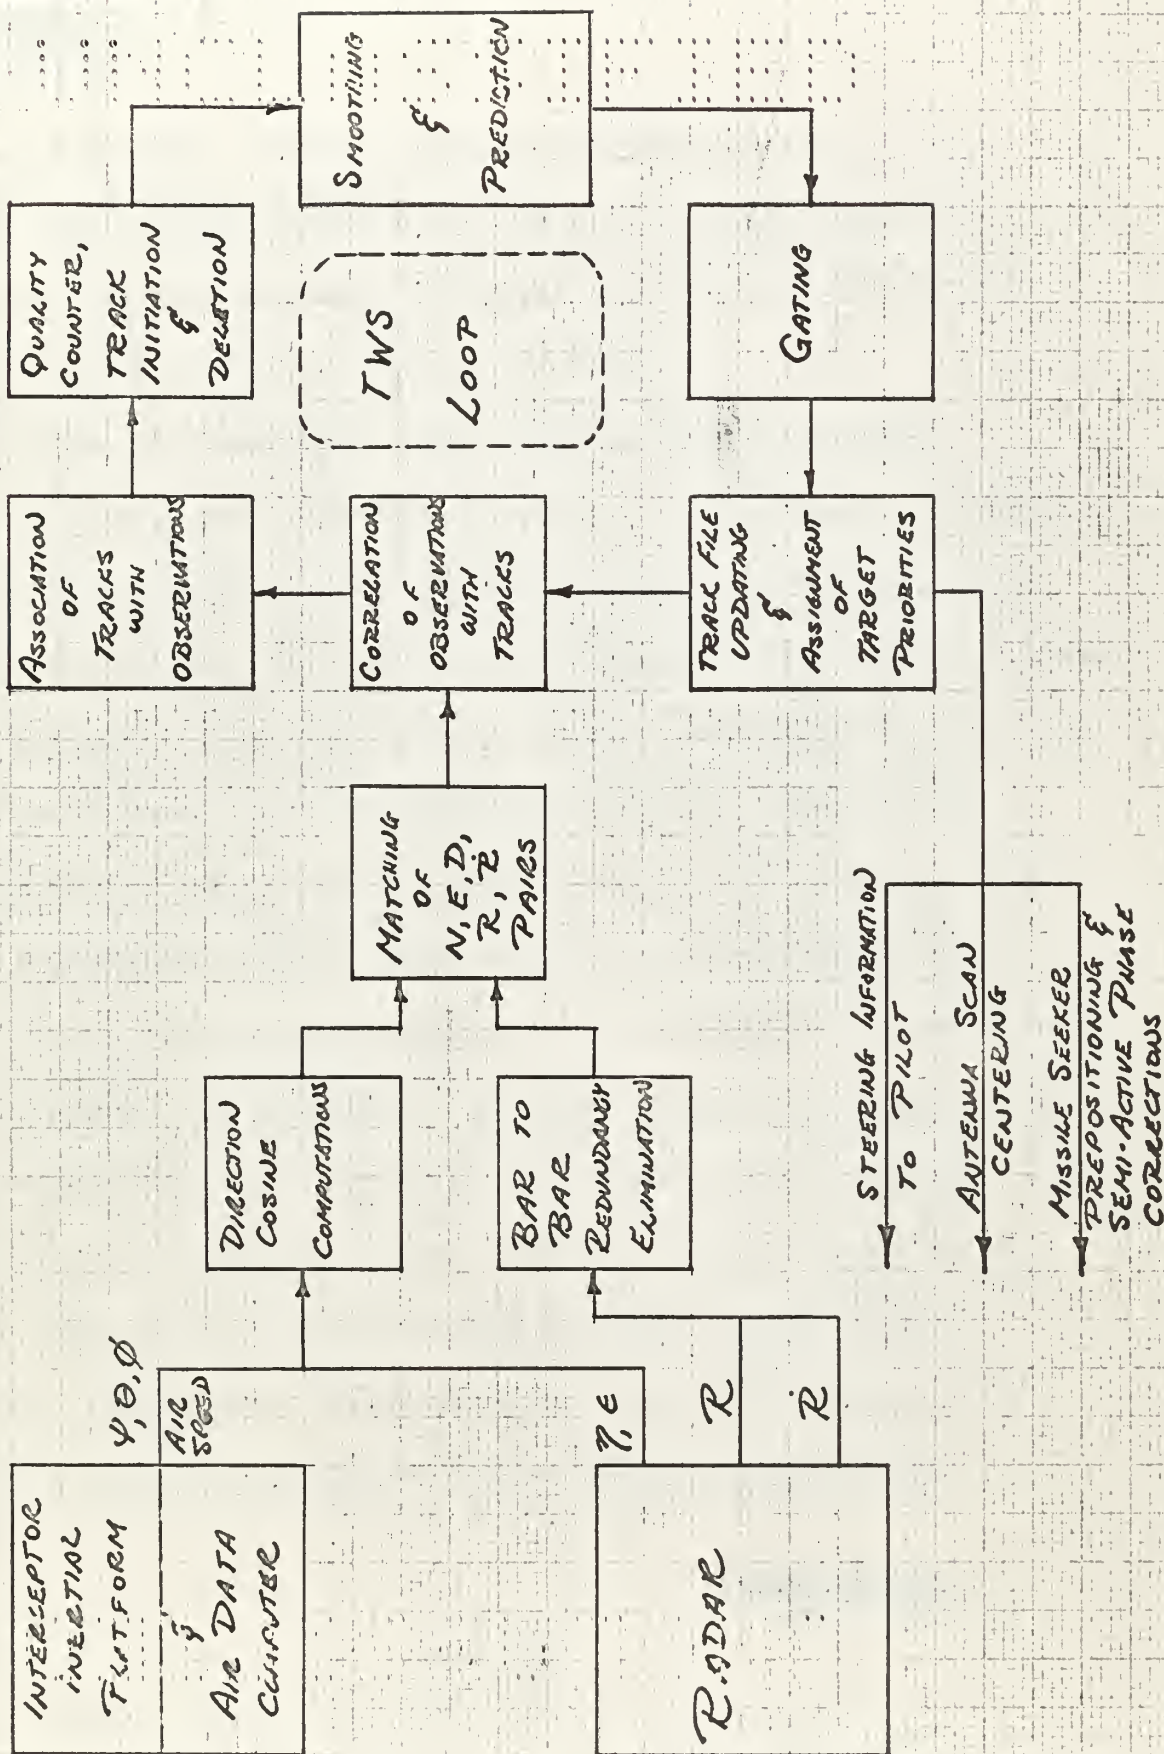 INTERSEPTOR
INERTIAL
PLATFORM
&
AIR DATA
COMPUTER
Ψ, Θ, Ø
AIR
SPEED
RADAR
η, ε
R
Ṙ
DIRECTION
COSINE
COMPUTATIONS
BAR TO
BAR
REDUNDANCY
ELIMINATION
MATCHING
OF
N, E, D,
R, Ṙ
PAIRS
ASSOCIATION
OF
TRACKS
WITH
OBSERVATIONS
CORRELATION
OF
OBSERVATIONS
WITH
TRACKS
TRACK FILE
UPDATING
&
ASSIGNMENT
OF
TARGET
PRIORITIES
QUALITY
COUNTER,
TRACK
INITIATION
&
DELETION
TWS
LOOP
GATING
SMOOTHING
&
PREDICTION
STEERING INFORMATION
TO PILOT
ANTENNA SCAN
CENTERING
MISSILE SEEKER
PREPOSITIONING &
SEMI-ACTIVE PHASE
CORRECTIONS